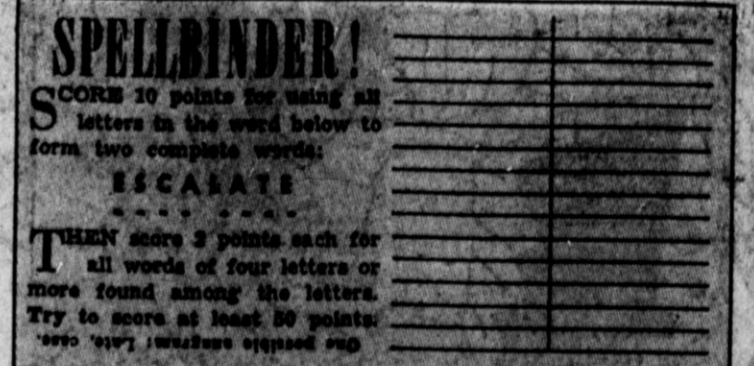 SPELLBINDER!
SCORE 10 points for using all
letters in the word below to
form two complete words:
ESCALATE
THEN score 2 points each for
all words of four letters or
more found among the letters.
Try to score at least 50 points.
One possible anagram: Late, case.